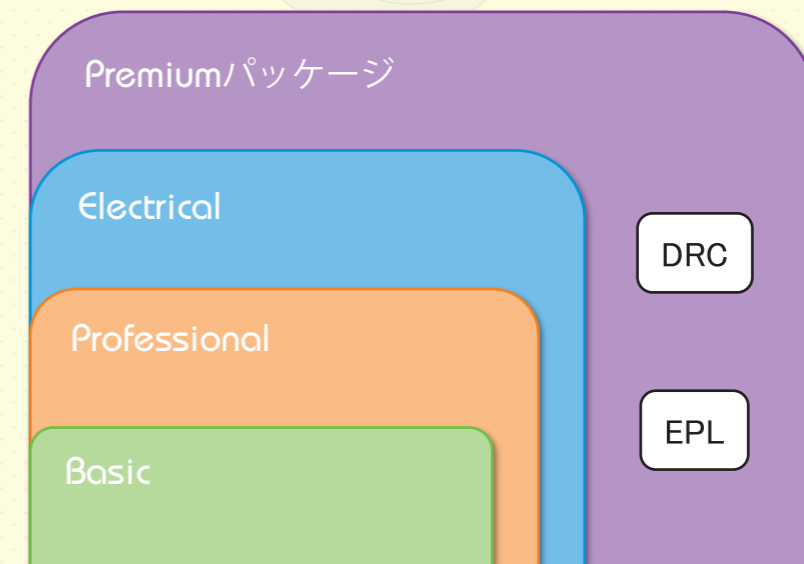 Premiumパッケージ
Electrical
DRC
Professional
EPL
Basic